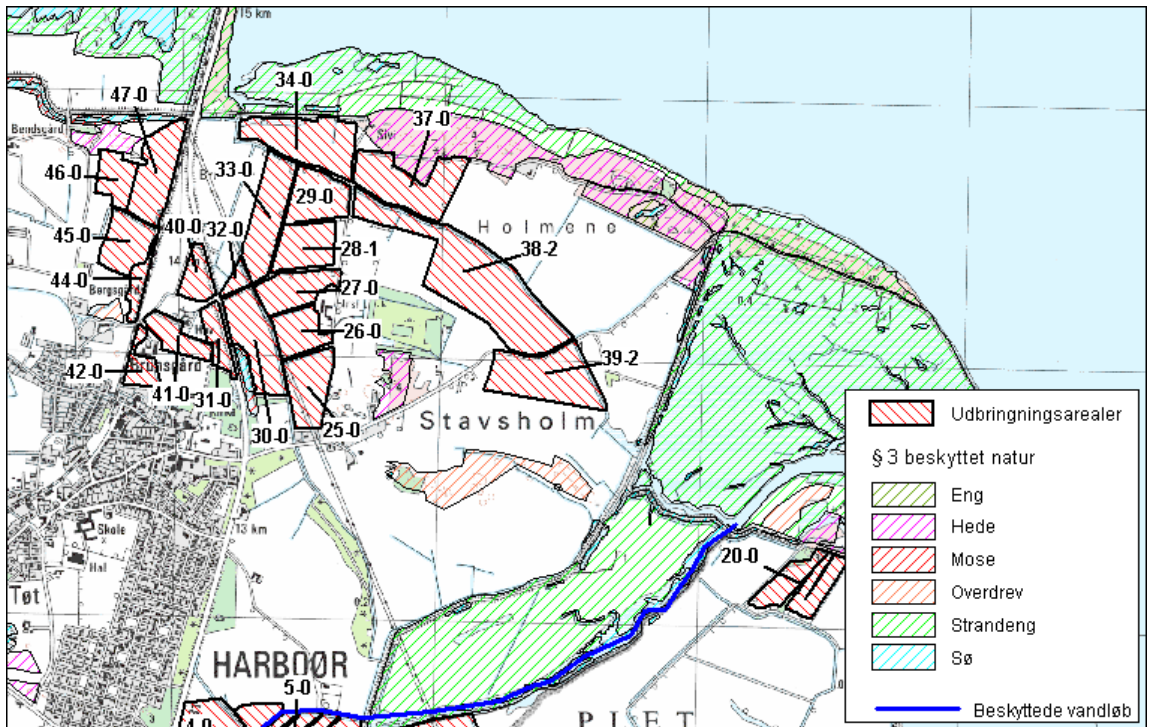 15 km
34-0
47-0
37-0
Bendsgård
33-0
46-0
29-0
40-0
32-0
Holmene
45-0
28-1
38-2
44-0
27-0
Bergsgård
26-0
39-2
Brunsgård
42-0
41-0
31-0
Stavsholm
30-0
25-0
Udbringningsarealer
§ 3 beskyttet natur
Eng
Hede
Mose
Overdrev
Strandeng
Sø
Beskyttede vandløb
13 km
Skole
Hal
20-0
Tøt
HARBOØR
5-0
4-0
PLET